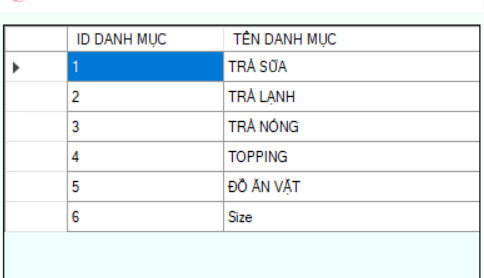 ID DANH MỤC TÊN DANH MỤC
1 TRÀ SỮA
2 TRÀ LẠNH
3 TRÀ NÓNG
4 TOPPING
5 ĐỒ ĂN VẶT
6 Size